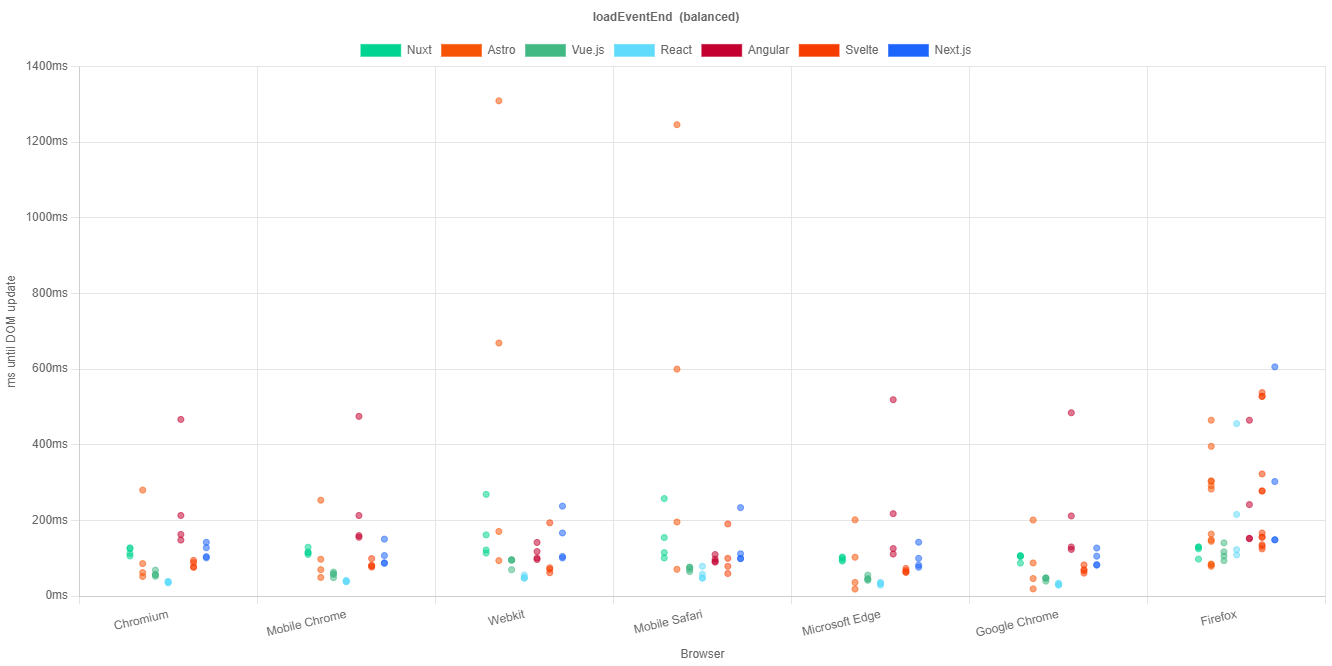 loadEventEnd (balanced)
Nuxt Astro Vue.js React Angular Svelte Next.js
1400ms
1200ms
1000ms
800ms
600ms
400ms
200ms
0ms
ms until DOM update
Chromium Mobile Chrome Webkit Mobile Safari Microsoft Edge Google Chrome Firefox
Browser